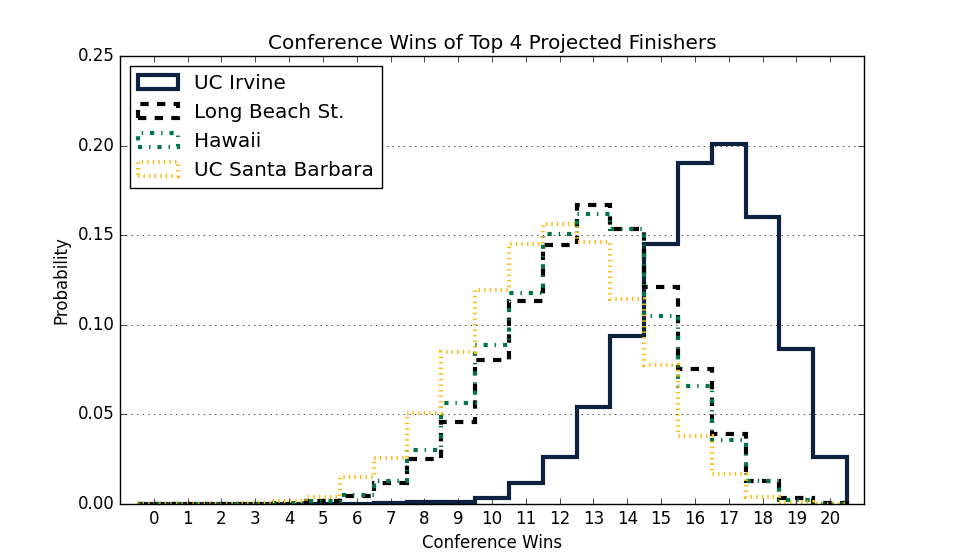 Conference Wins of Top 4 Projected Finishers
0.25
UC Irvine
Long Beach St.
Hawaii
UC Santa Barbara
0.20
0.15
0.10
0.05
0.00
Probability
0 1 2 3 4 5 6 7 8 9 10 11 12 13 14 15 16 17 18 19 20
Conference Wins